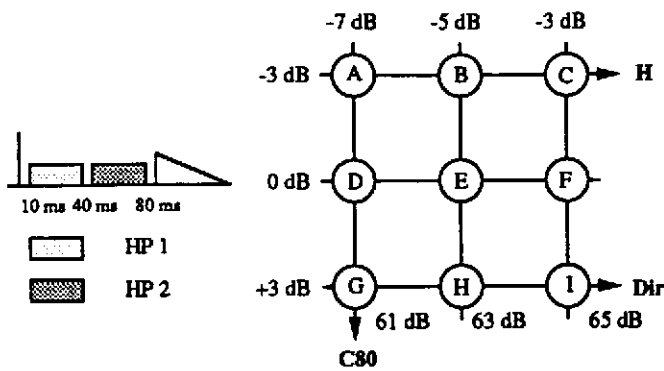 -7 dB -5 dB -3 dB
-3 dB A B C H
0 dB D E F
10 ms 40 ms 80 ms
HP 1
HP 2
+3 dB G H I Dir
61 dB 63 dB 65 dB
C80